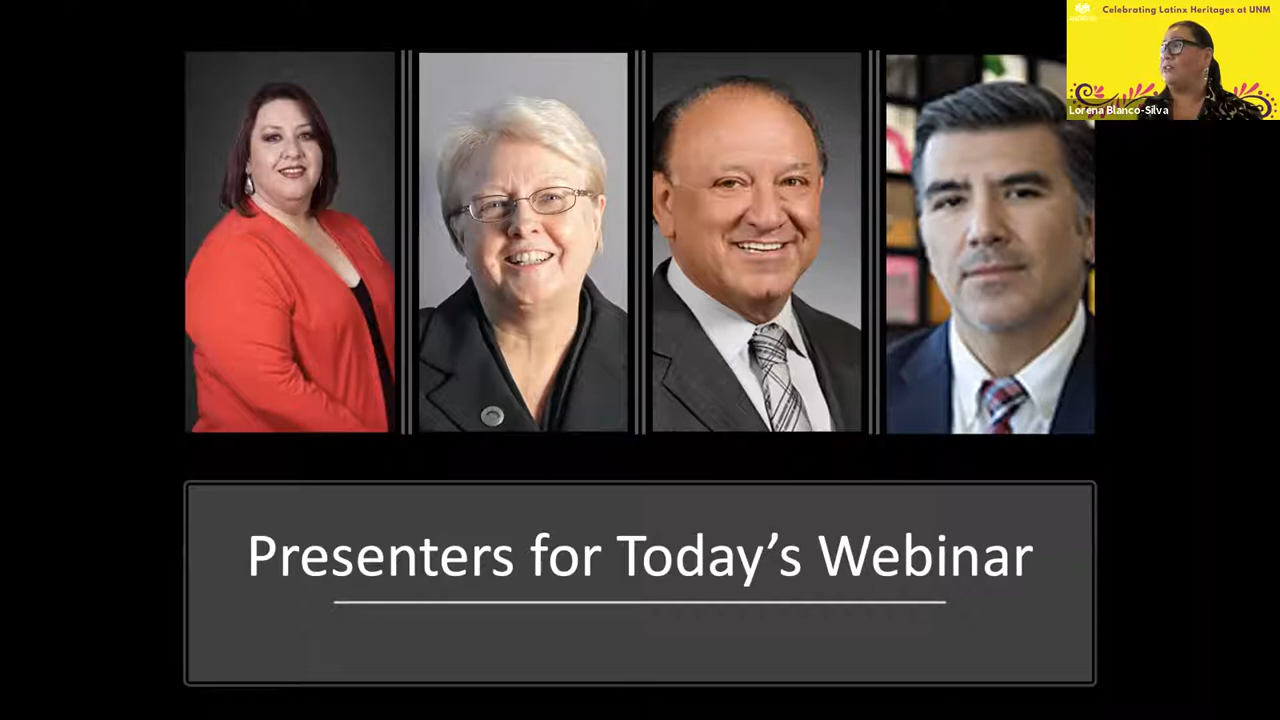 Celebrating Latinx Heritages at UNM
Lorena Blanco-Silva
Presenters for Today's Webinar